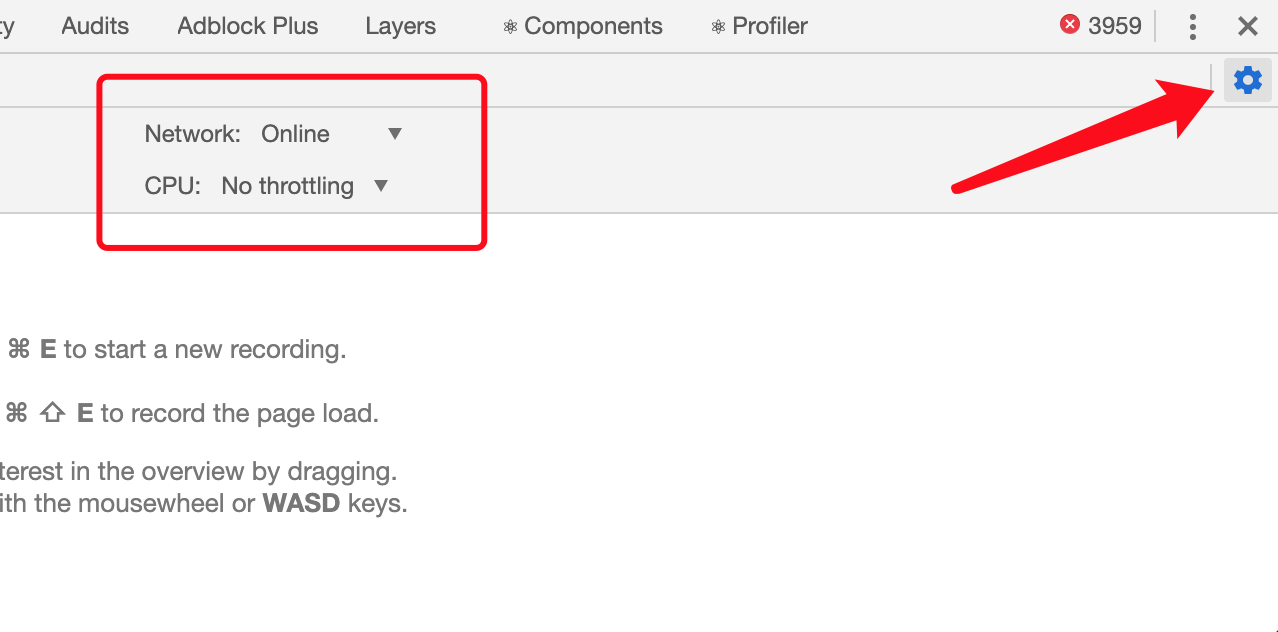 ty Audits Adblock Plus Layers ⚛ Components ⚛ Profiler 3959
Network: Online ▼
CPU: No throttling ▼
⌘ E to start a new recording.
⌘ ⇧ E to record the page load.
terest in the overview by dragging.
ith the mousewheel or WASD keys.